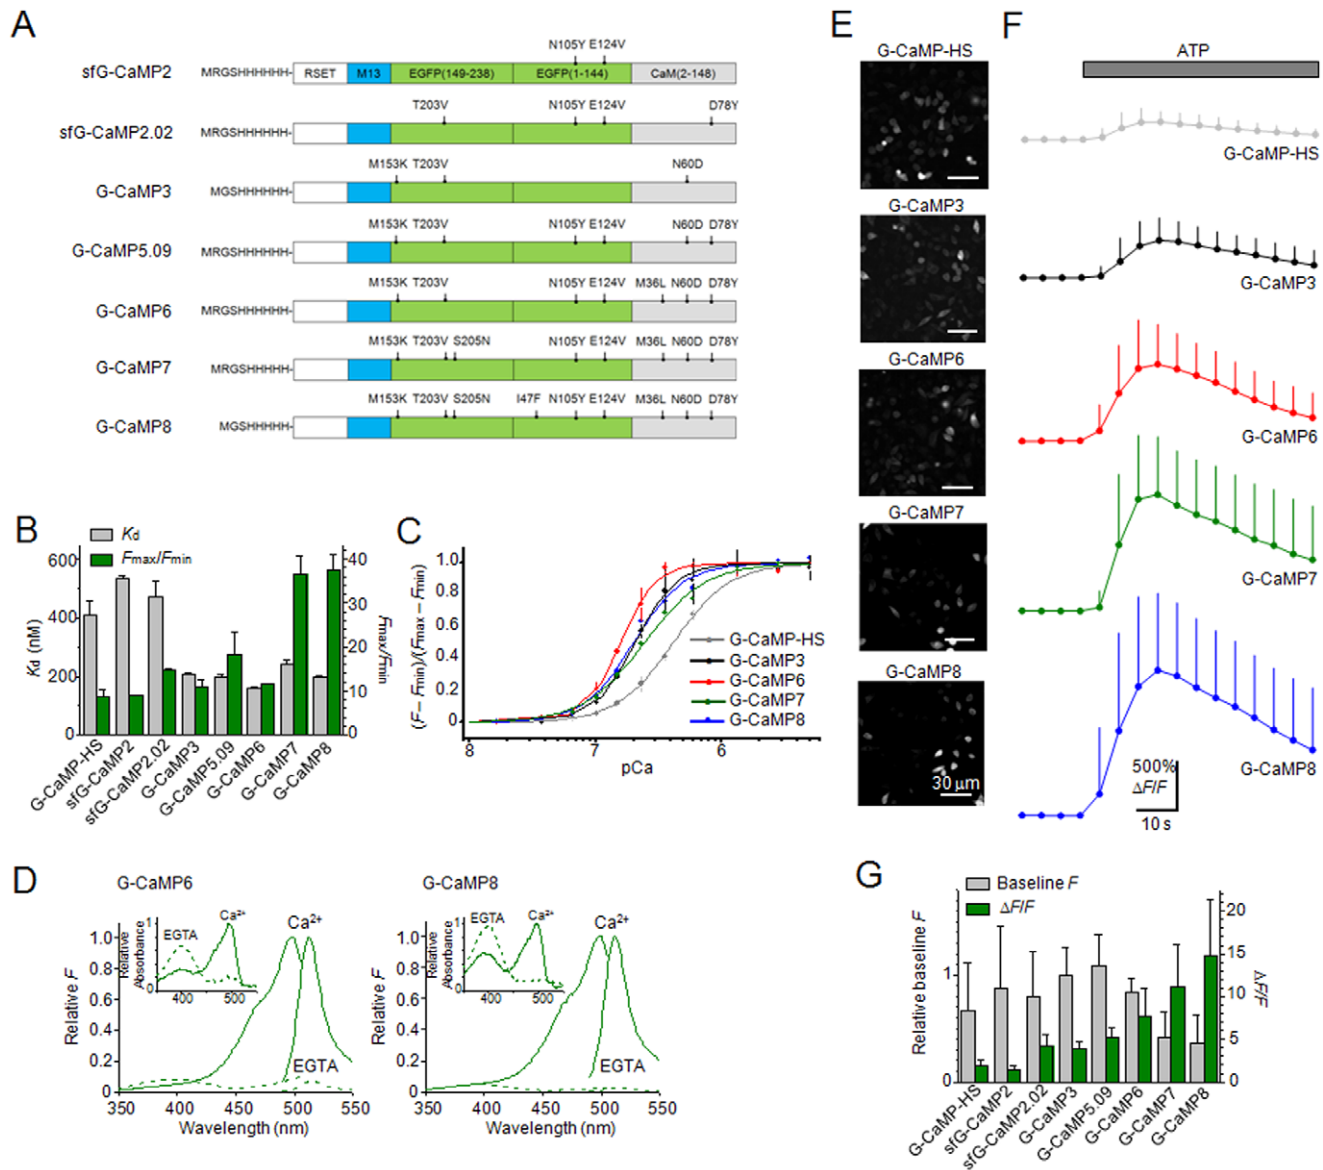 A
N105Y E124V
sfG-CaMP2
MRGSHHHHHH-
RSET
M13
EGFP(149-238)
EGFP(1-144)
CaM(2-148)
T203V
N105Y E124V
D78Y
sfG-CaMP2.02
MRGSHHHHHH-
M153K T203V
N60D
G-CaMP3
MGSHHHHHH-
M153K T203V
N105Y E124V
N60D D78Y
G-CaMP5.09
MRGSHHHHHH-
M153K T203V
N105Y E124V
M36L N60D D78Y
G-CaMP6
MRGSHHHHHH-
M153K T203V S205N
N105Y E124V
M36L N60D D78Y
G-CaMP7
MRGSHHHHH-
M153K T203V S205N
I47F N105Y E124V
M36L N60D D78Y
G-CaMP8
MGSHHHHH-
B
Kd
Fmax/Fmin
600
400
200
0
Kd (nM)
40
30
20
10
0
Fmax/Fmin
G-CaMP-HS
sfG-CaMP2
sfG-CaMP2.02
G-CaMP3
G-CaMP5.09
G-CaMP6
G-CaMP7
G-CaMP8
C
1.0
0.8
0.6
0.4
0.2
0
(F – Fmin)/(Fmax – Fmin)
G-CaMP-HS
G-CaMP3
G-CaMP6
G-CaMP7
G-CaMP8
8
7
6
pCa
D
G-CaMP6
1.0
0.8
0.6
0.4
0.2
0
Relative F
1
0
Relative
Absorbance
EGTA
Ca²⁺
400
500
Ca²⁺
EGTA
350
400
450
500
550
Wavelength (nm)
G-CaMP8
1.0
0.8
0.6
0.4
0.2
0
Relative F
1
0
Relative
Absorbance
EGTA
Ca²⁺
400
500
Ca²⁺
EGTA
350
400
450
500
550
Wavelength (nm)
E
G-CaMP-HS
G-CaMP3
G-CaMP6
G-CaMP7
G-CaMP8
30 μm
F
ATP
G-CaMP-HS
G-CaMP3
G-CaMP6
G-CaMP7
G-CaMP8
500%
ΔF/F
10 s
G
Baseline F
ΔF/F
1
0
Relative baseline F
20
15
10
5
0
ΔF/F
G-CaMP-HS
sfG-CaMP2
sfG-CaMP2.02
G-CaMP3
G-CaMP5.09
G-CaMP6
G-CaMP7
G-CaMP8